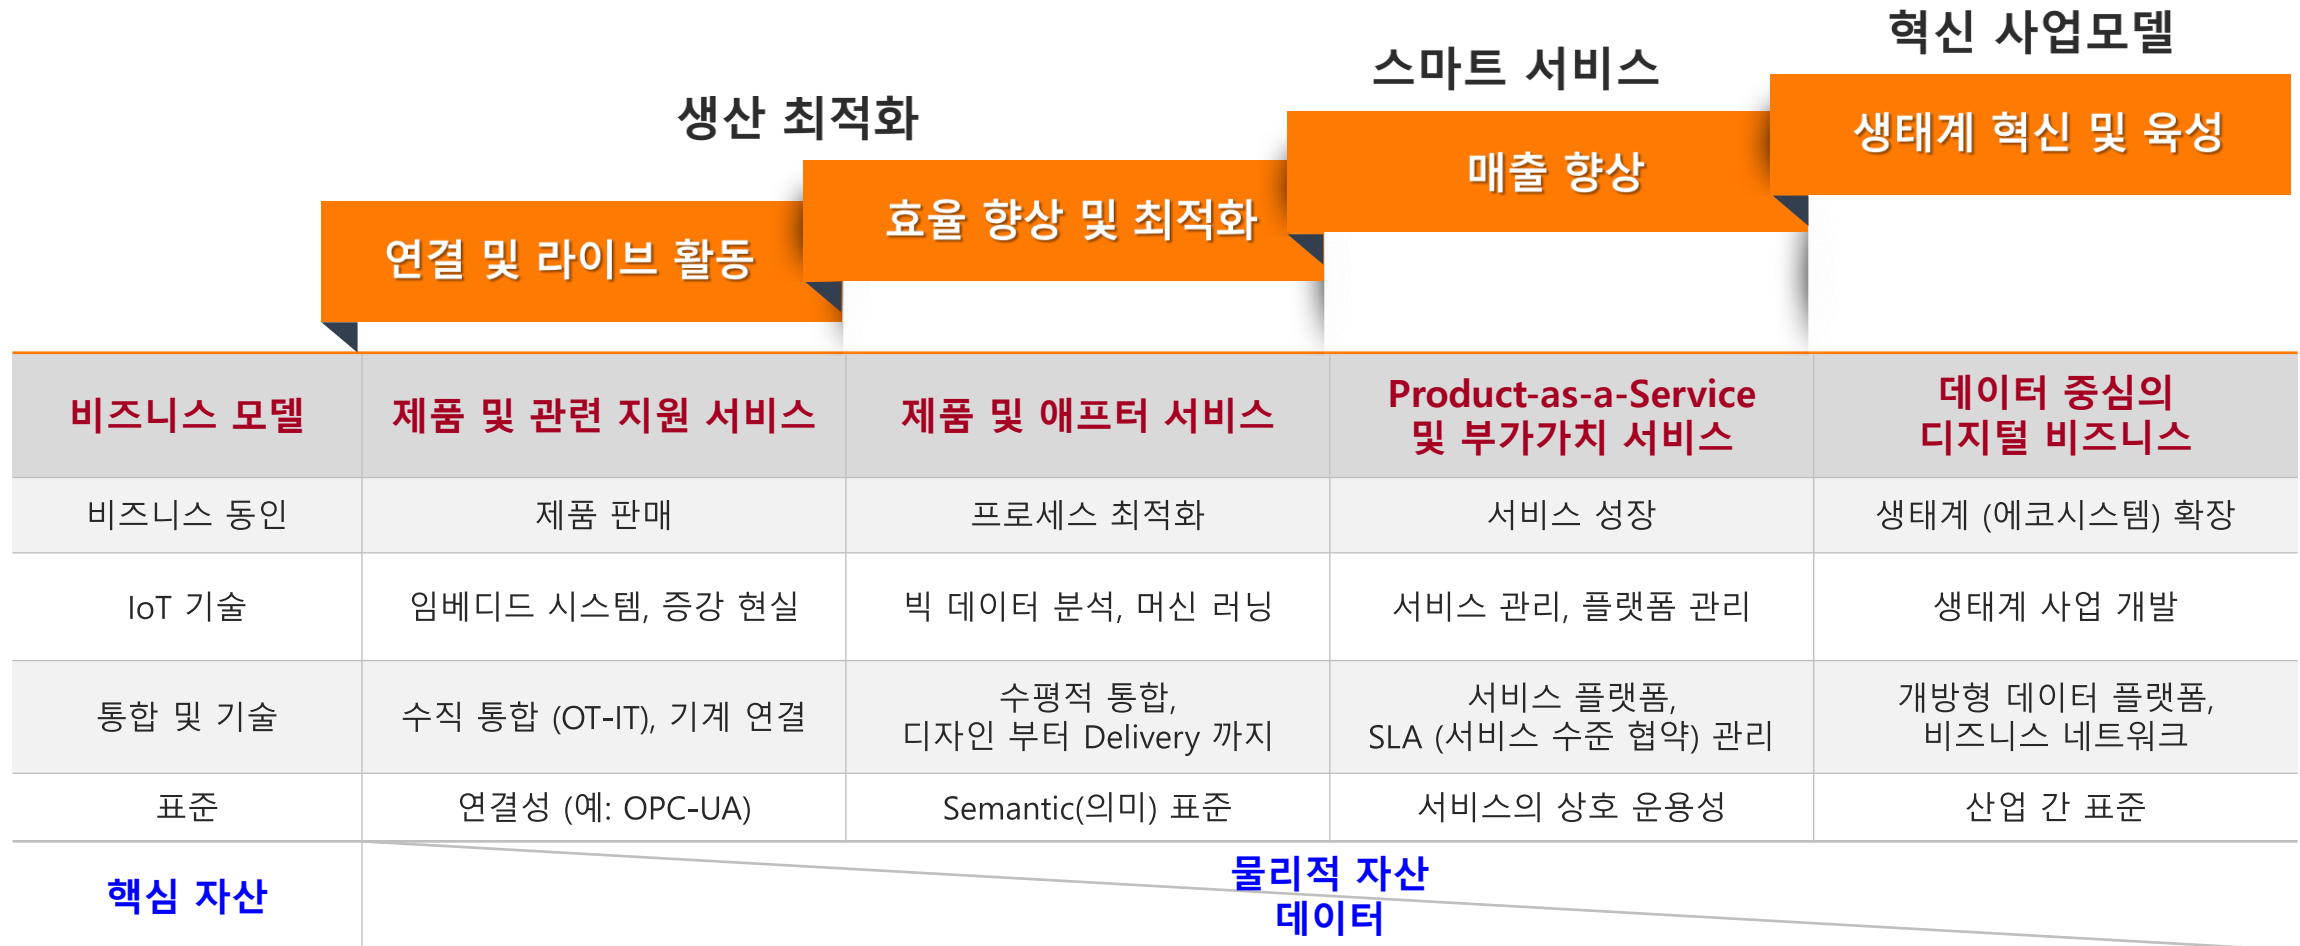 혁신 사업모델
스마트 서비스
생산 최적화
생태계 혁신 및 육성
매출 향상
효율 향상 및 최적화
연결 및 라이브 활동
비즈니스 모델
제품 및 관련 지원 서비스
제품 및 애프터 서비스
Product-as-a-Service
및 부가가치 서비스
데이터 중심의
디지털 비즈니스
비즈니스 동인
제품 판매
프로세스 최적화
서비스 성장
생태계 (에코시스템) 확장
IoT 기술
임베디드 시스템, 증강 현실
빅 데이터 분석, 머신 러닝
서비스 관리, 플랫폼 관리
생태계 사업 개발
통합 및 기술
수직 통합 (OT-IT), 기계 연결
수평적 통합,
디자인 부터 Delivery 까지
서비스 플랫폼,
SLA (서비스 수준 협약) 관리
개방형 데이터 플랫폼,
비즈니스 네트워크
표준
연결성 (예: OPC-UA)
Semantic(의미) 표준
서비스의 상호 운용성
산업 간 표준
핵심 자산
물리적 자산
데이터